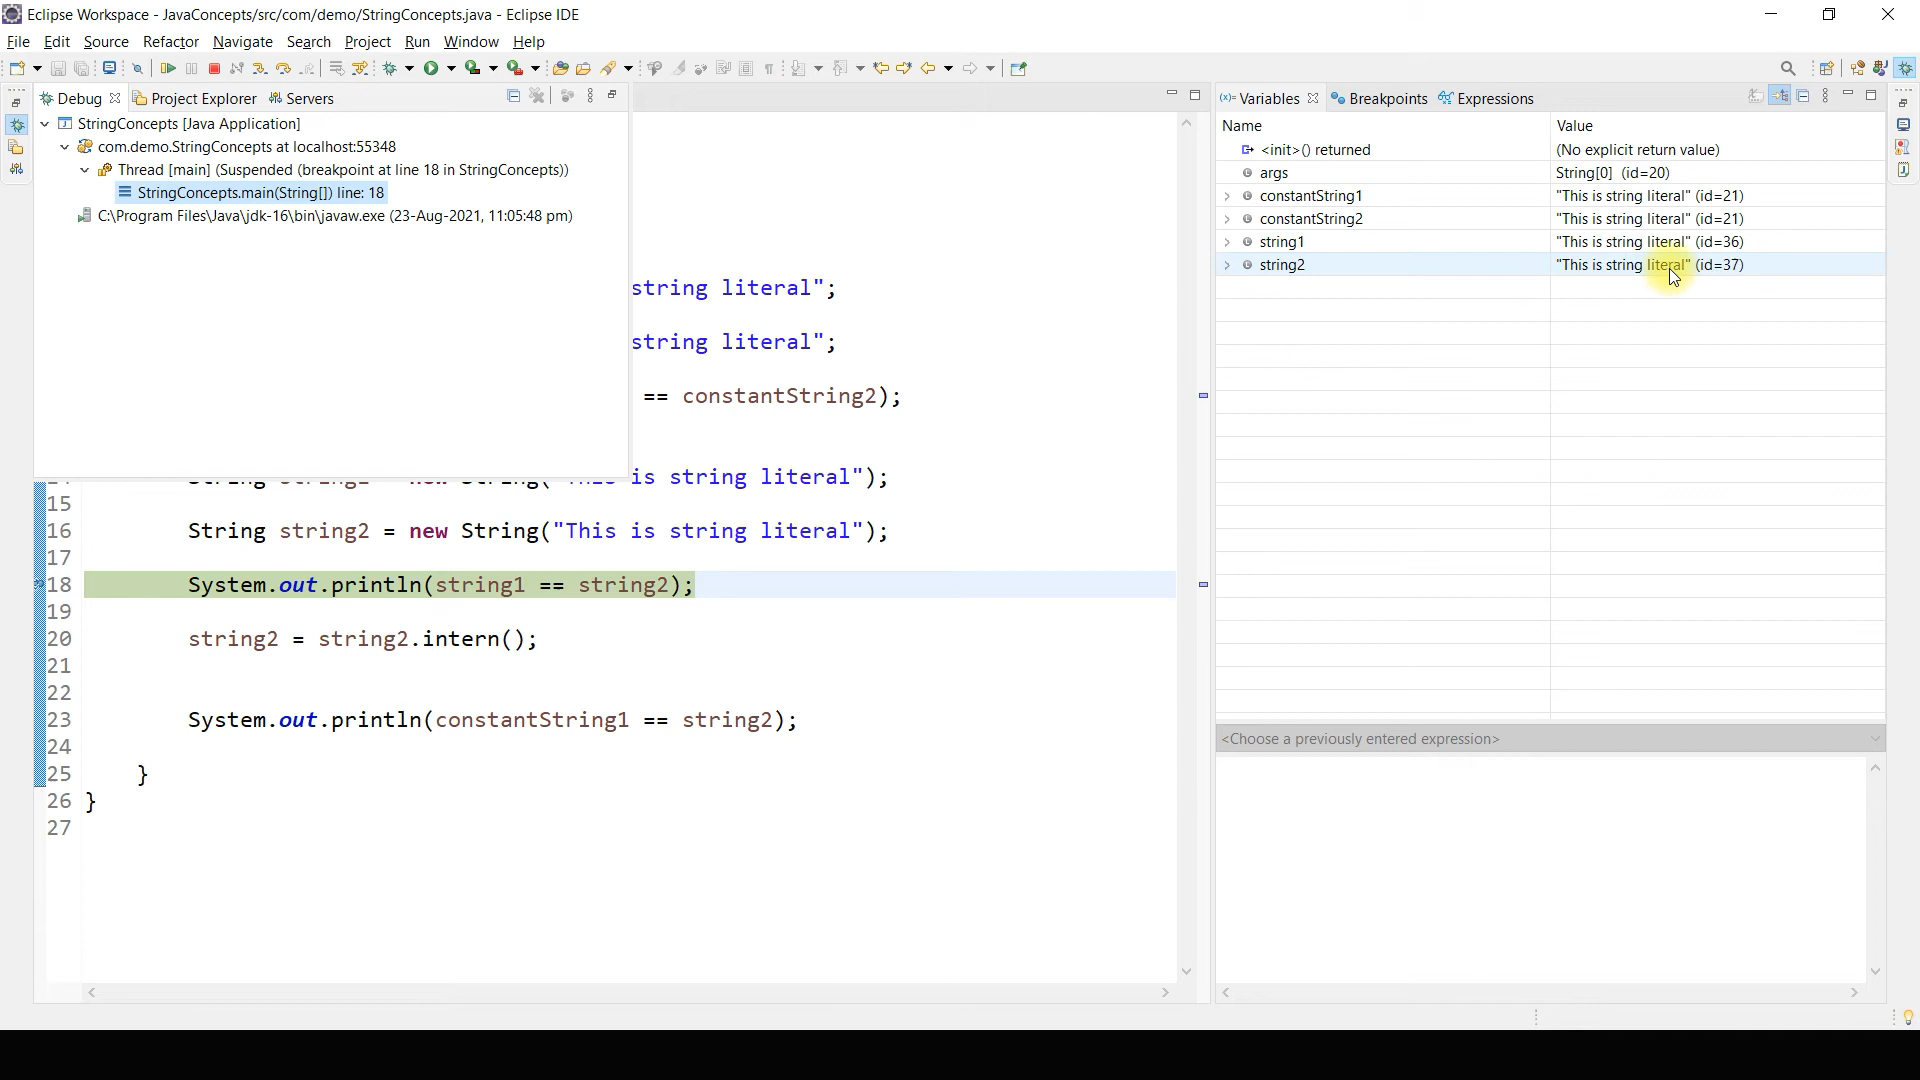 Eclipse Workspace - JavaConcepts/src/com/demo/StringConcepts.java - Eclipse IDE
File Edit Source Refactor Navigate Search Project Run Window Help
Debug Project Explorer Servers
StringConcepts [Java Application]
com.demo.StringConcepts at localhost:55348
Thread [main] (Suspended (breakpoint at line 18 in StringConcepts))
StringConcepts.main(String[]) line: 18
C:\Program Files\Java\jdk-16\bin\javaw.exe (23-Aug-2021, 11:05:48 pm)
string literal";
string literal";
== constantString2);
is string literal");
15
16 String string2 = new String("This is string literal");
17
18 System.out.println(string1 == string2);
19
20 string2 = string2.intern();
21
22
23 System.out.println(constantString1 == string2);
24
25 }
26 }
27
(x)= Variables Breakpoints Expressions
Name Value
<init>() returned (No explicit return value)
args String[0] (id=20)
constantString1 "This is string literal" (id=21)
constantString2 "This is string literal" (id=21)
string1 "This is string literal" (id=36)
string2 "This is string literal" (id=37)
<Choose a previously entered expression>